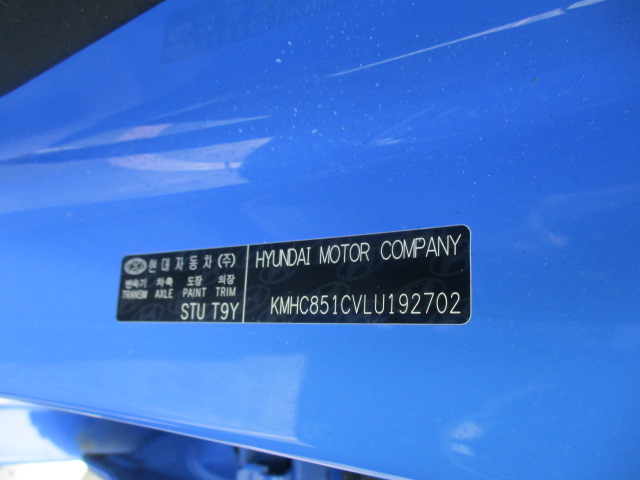 현대자동차(주)
변속기 차축 도장 의장
TRANSM AXLE PAINT TRIM
STU T9Y
HYUNDAI MOTOR COMPANY
KMHC851CVLU192702